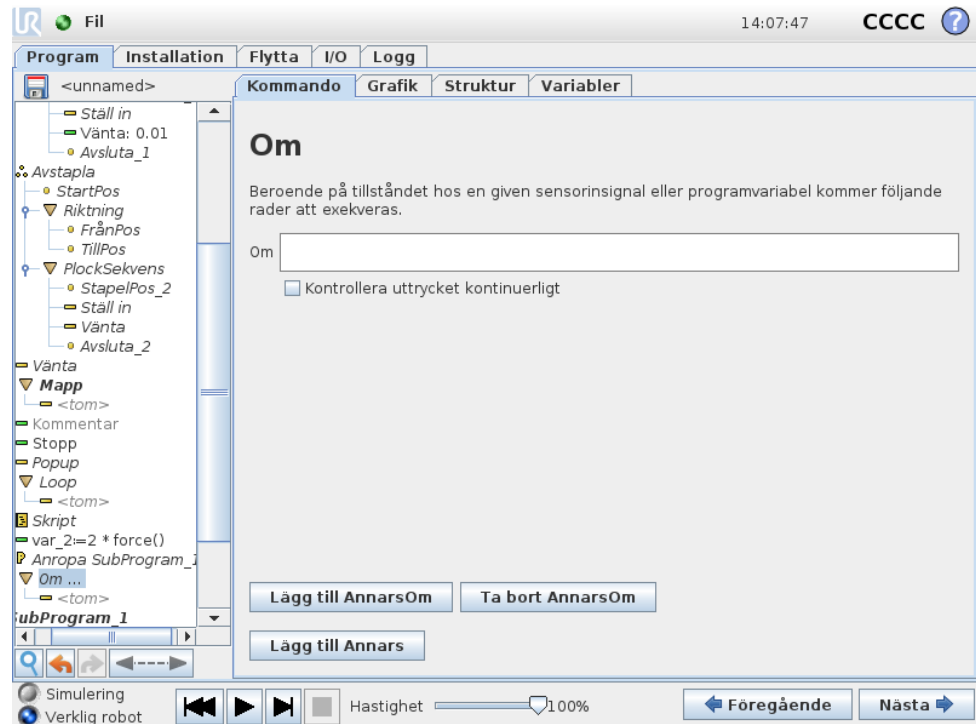 UR Fil 14:07:47 CCCC ?
Program Installation Flytta I/O Logg
<unnamed>
Kommando Grafik Struktur Variabler
Ställ in
Vänta: 0.01
Avsluta_1
Avstapla
StartPos
Riktning
FrånPos
TillPos
PlockSekvens
StapelPos_2
Ställ in
Vänta
Avsluta_2
Vänta
Mapp
<tom>
Kommentar
Stopp
Popup
Loop
<tom>
Skript
var_2:=2 * force()
Anropa SubProgram_1
Om ...
<tom>
SubProgram_1
Om
Beroende på tillståndet hos en given sensorinsignal eller programvariabel kommer följande
rader att exekveras.
Om
Kontrollera uttrycket kontinuerligt
Lägg till AnnarsOm Ta bort AnnarsOm
Lägg till Annars
Simulering
Verklig robot
Hastighet 100%
Föregående Nästa